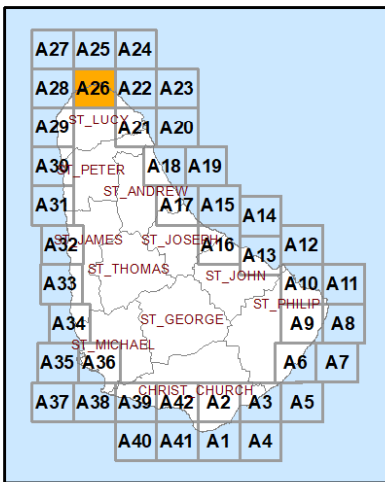 A27 A25 A24
A28 A26 A22 A23
A29 ST_LUCY A21 A20
A30 ST_PETER A18 A19
ST_ANDREW
A31 A17 A15 A14
A32 ST_JAMES ST_JOSEPH A16 A13 A12
ST_THOMAS ST_JOHN
A33 A10 A11
ST_PHILIP
A34 ST_GEORGE A9 A8
ST_MICHAEL
A35 A36 A6 A7
CHRIST_CHURCH
A37 A38 A39 A42 A2 A3 A5
A40 A41 A1 A4